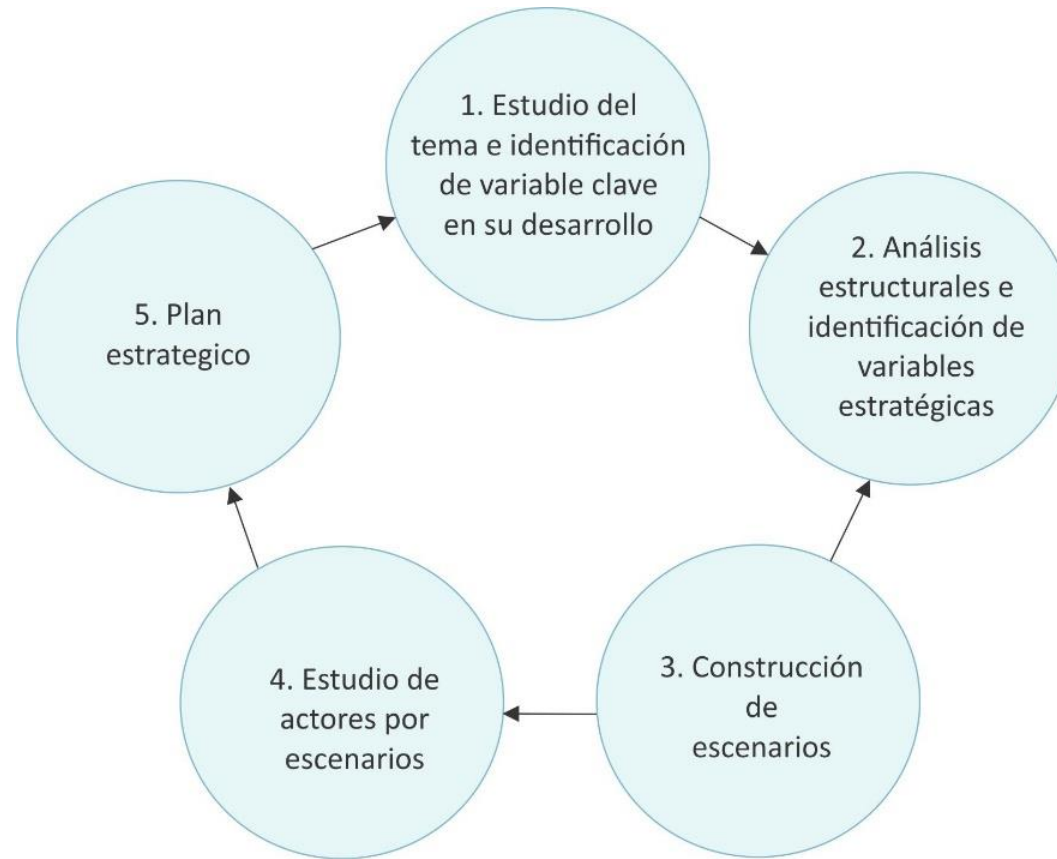 1. Estudio del
tema e identificación
de variable clave
en su desarrollo
2. Análisis
estructurales e
identificación de
variables
estratégicas
3. Construcción
de
escenarios
4. Estudio de
actores por
escenarios
5. Plan
estrategico